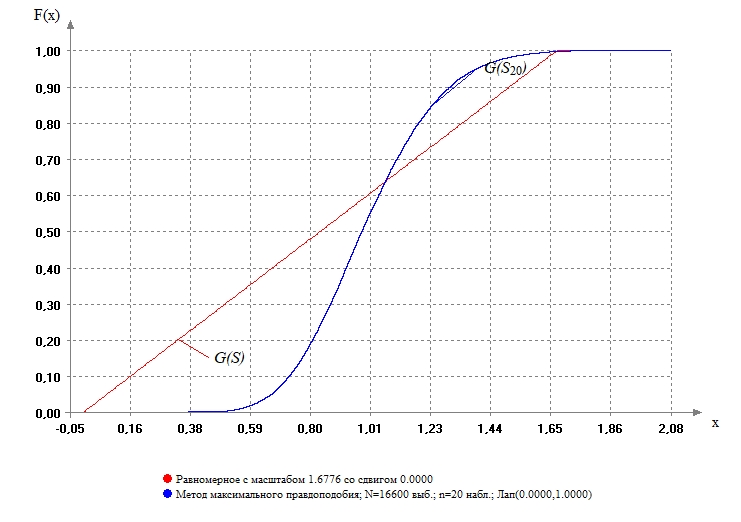 F(x)
1,00
0,90
0,80
0,70
0,60
0,50
0,40
0,30
0,20
0,10
0,00
G(S20)
G(S)
-0,05 0,16 0,38 0,59 0,80 1,01 1,23 1,44 1,65 1,86 2,08
x
Равномерное с масштабом 1.6776 со сдвигом 0.0000
Метод максимального правдоподобия; N=16600 выб.; n=20 набл.; Лап(0.0000,1.0000)